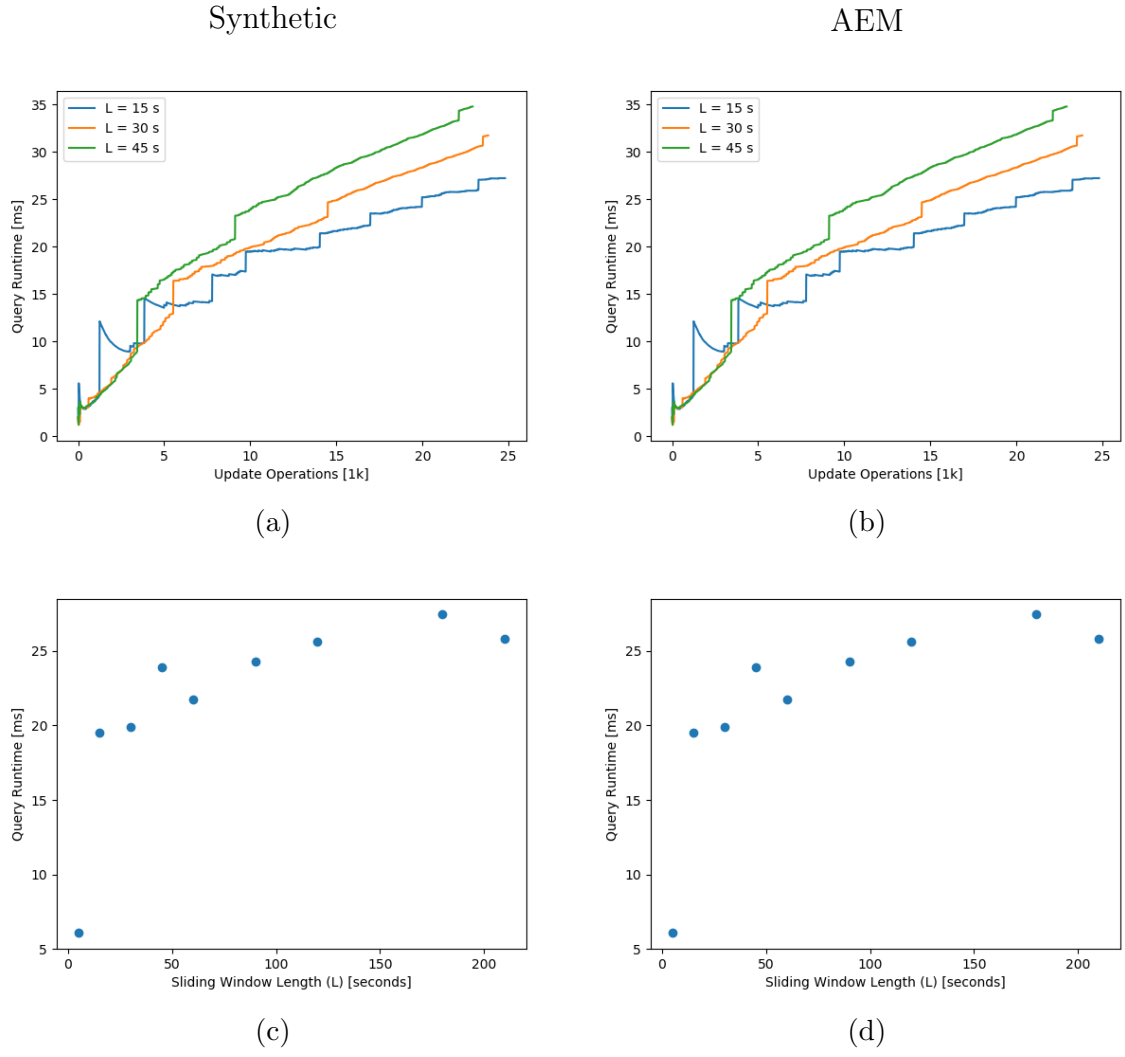 Synthetic
AEM
35
30
25
20
15
10
5
0
Query Runtime [ms]
L = 15 s
L = 30 s
L = 45 s
0 5 10 15 20 25
Update Operations [1k]
(a)
35
30
25
20
15
10
5
0
Query Runtime [ms]
L = 15 s
L = 30 s
L = 45 s
0 5 10 15 20 25
Update Operations [1k]
(b)
25
20
15
10
5
Query Runtime [ms]
0 50 100 150 200
Sliding Window Length (L) [seconds]
(c)
25
20
15
10
5
Query Runtime [ms]
0 50 100 150 200
Sliding Window Length (L) [seconds]
(d)